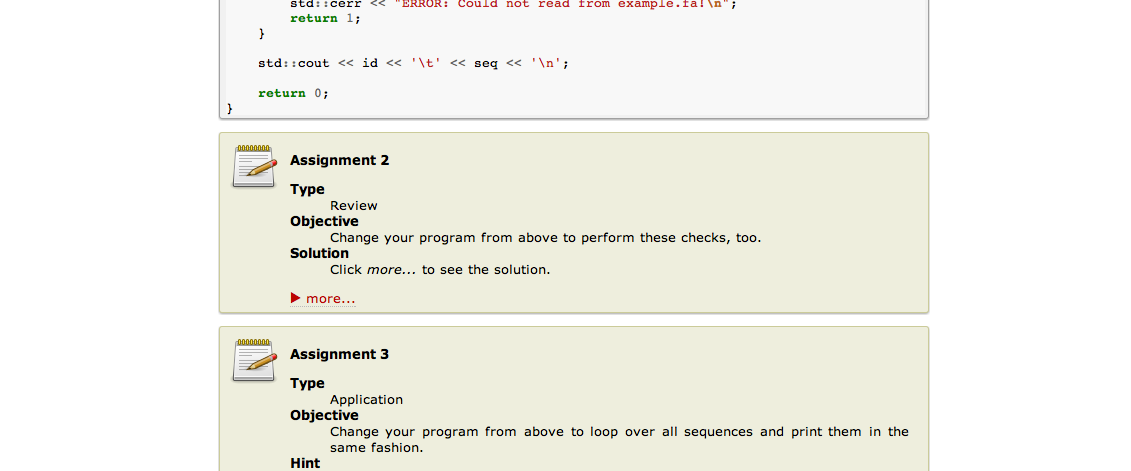 std::cerr << "ERROR: Could not read from example.fa!\n";
return 1;
}
std::cout << id << '\t' << seq << '\n';
return 0;
}
Assignment 2
Type
Review
Objective
Change your program from above to perform these checks, too.
Solution
Click more... to see the solution.
more...
Assignment 3
Type
Application
Objective
Change your program from above to loop over all sequences and print them in the
same fashion.
Hint